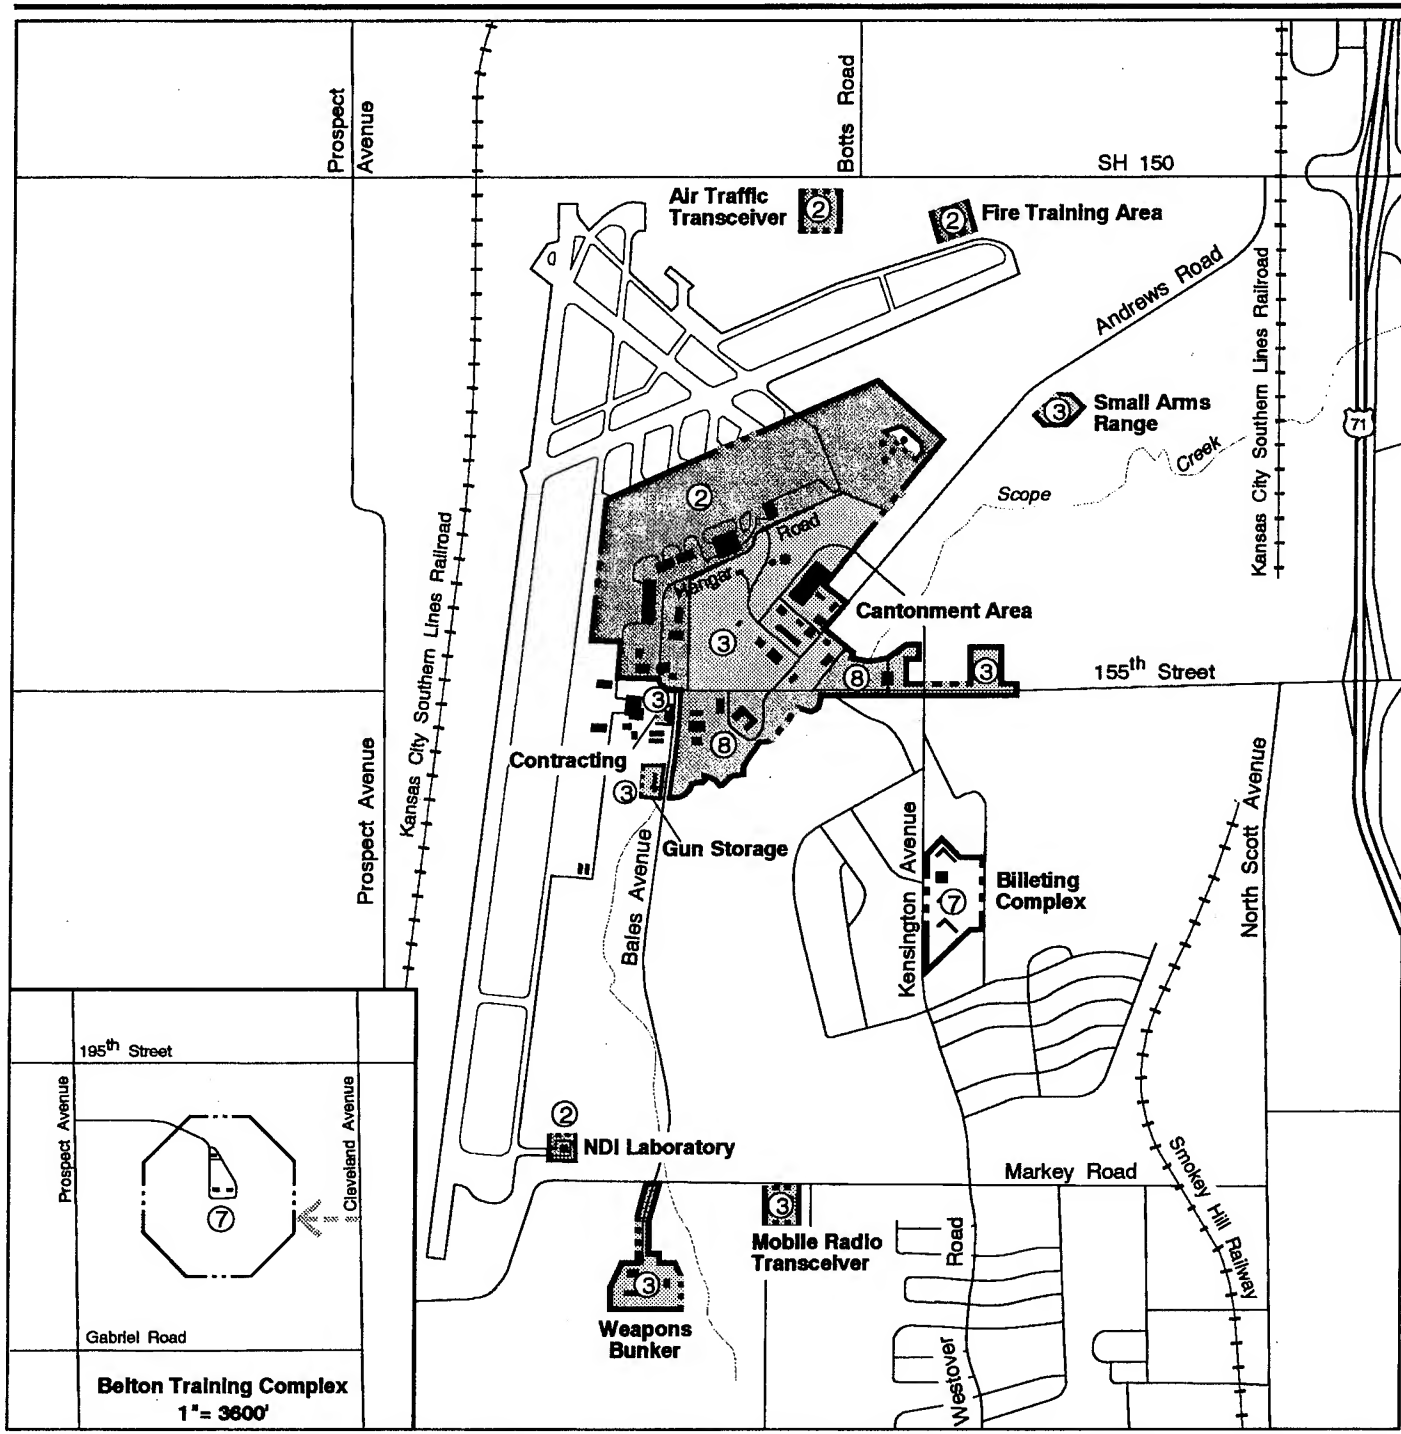 Prospect
Avenue
Botts Road
SH 150
Air Traffic
Transceiver
2
2
Fire Training Area
Andrews Road
Kansas City Southern Lines Railroad
3
Small Arms
Range
71
Creek
Scope
2
Road
Hangar
Kansas City Southern Lines Railroad
Cantonment Area
3
8
3
155th Street
3
8
Contracting
3
Gun Storage
Prospect Avenue
Bales Avenue
Kensington Avenue
North Scott Avenue
7
Billeting
Complex
195th Street
Prospect Avenue
Cleveland Avenue
7
Gabriel Road
Belton Training Complex
1"= 3600'
2
NDI Laboratory
Markey Road
Smokey Hill Railway
3
Mobile Radio
Transceiver
3
Weapons
Bunker
Westover Road